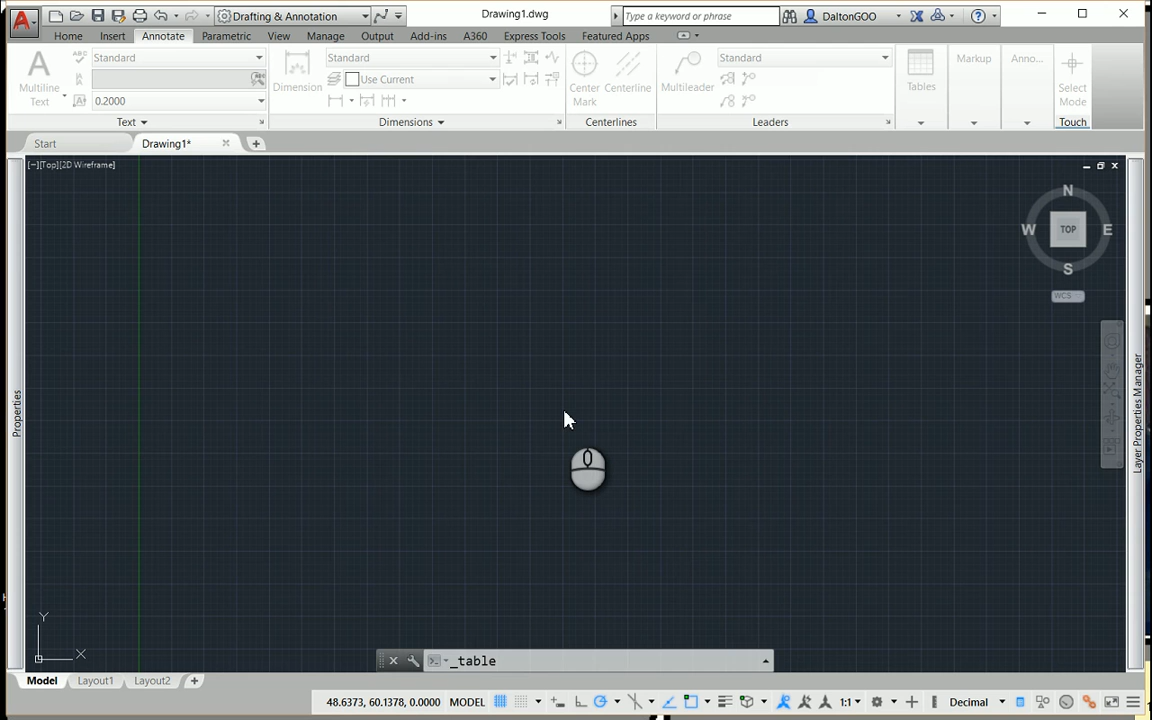 Drafting & Annotation
Drawing1.dwg
Type a keyword or phrase
DaltonGOO
Home Insert Annotate Parametric View Manage Output Add-ins A360 Express Tools Featured Apps
Multiline
Text
Standard
0.2000
Text
Dimension
Standard
Use Current
Dimensions
Center
Mark
Centerline
Centerlines
Multileader
Standard
Leaders
Tables
Markup
Anno...
Select
Mode
Touch
Start
Drawing1*
[−][Top][2D Wireframe]
N
W
TOP
E
S
WCS
Properties
Layer Properties Manager
Y
X
_table
Model Layout1 Layout2
48.6373, 60.1378, 0.0000 MODEL
1:1
Decimal